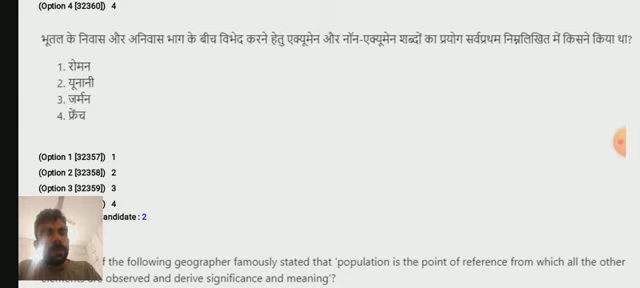 (Option 4 [32360]) 4
भूतल के निवास और अनिवास भाग के बीच विभेद करने हेतु एक्यूमेन और नॉन-एक्यूमेन शब्दों का प्रयोग सर्वप्रथम निम्नलिखित में किसने किया था?
1. रोमन
2. यूनानी
3. जर्मन
4. फ्रेंच
(Option 1 [32357]) 1
(Option 2 [32358]) 2
(Option 3 [32359]) 3
) 4
andidate : 2
f the following geographer famously stated that 'population is the point of reference from which all the other
observed and derive significance and meaning'?